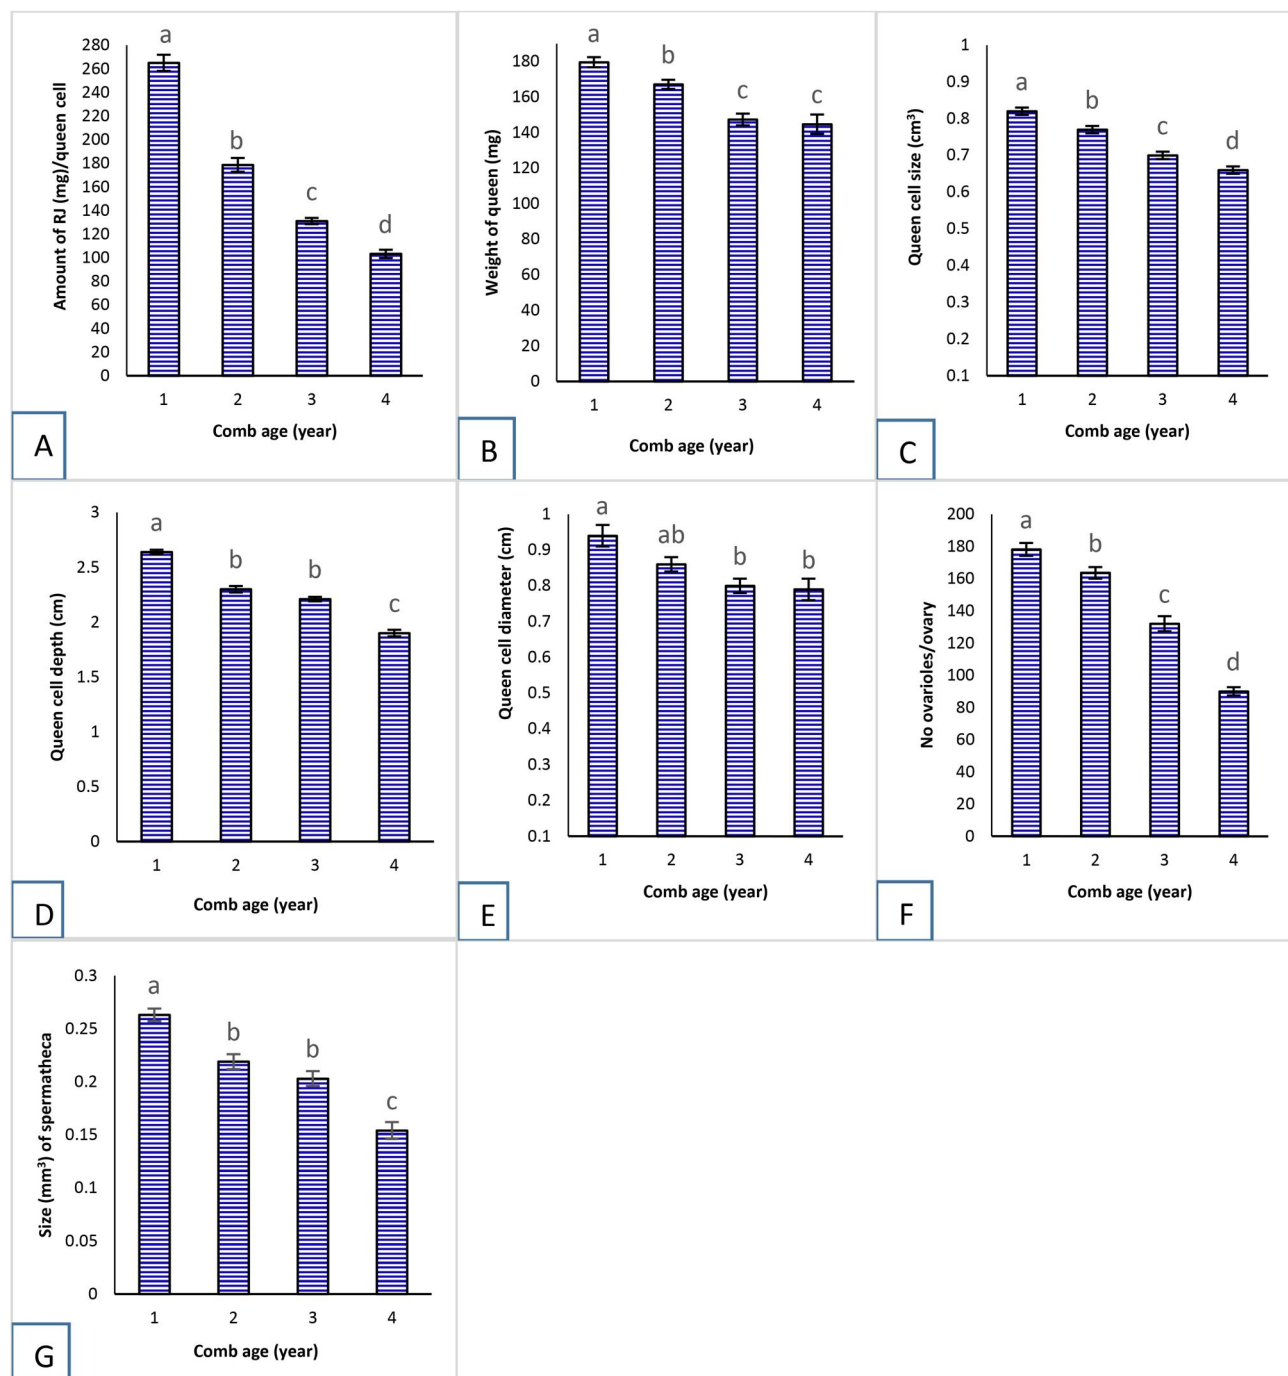 a
280
260
240
220
200
180
160
140
120
100
80
60
40
20
0
b
c
d
Amount of RJ (mg)/queen cell
1 2 3 4
Comb age (year)
A
a
b
c
c
180
160
140
120
100
80
60
40
20
0
Weight of queen (mg)
1 2 3 4
Comb age (year)
B
1
0.9
0.8
0.7
0.6
0.5
0.4
0.3
0.2
0.1
a
b
c
d
Queen cell size (cm³)
1 2 3 4
Comb age (year)
C
3
2.5
2
1.5
1
0.5
0
a
b
b
c
Queen cell depth (cm)
1 2 3 4
Comb age (year)
D
1
0.9
0.8
0.7
0.6
0.5
0.4
0.3
0.2
0.1
a
ab
b
b
Queen cell diameter (cm)
1 2 3 4
Comb age (year)
E
200
180
160
140
120
100
80
60
40
20
0
a
b
c
d
No ovarioles/ovary
1 2 3 4
Comb age (year)
F
0.3
0.25
0.2
0.15
0.1
0.05
0
a
b
b
c
Size (mm³) of spermatheca
1 2 3 4
Comb age (year)
G